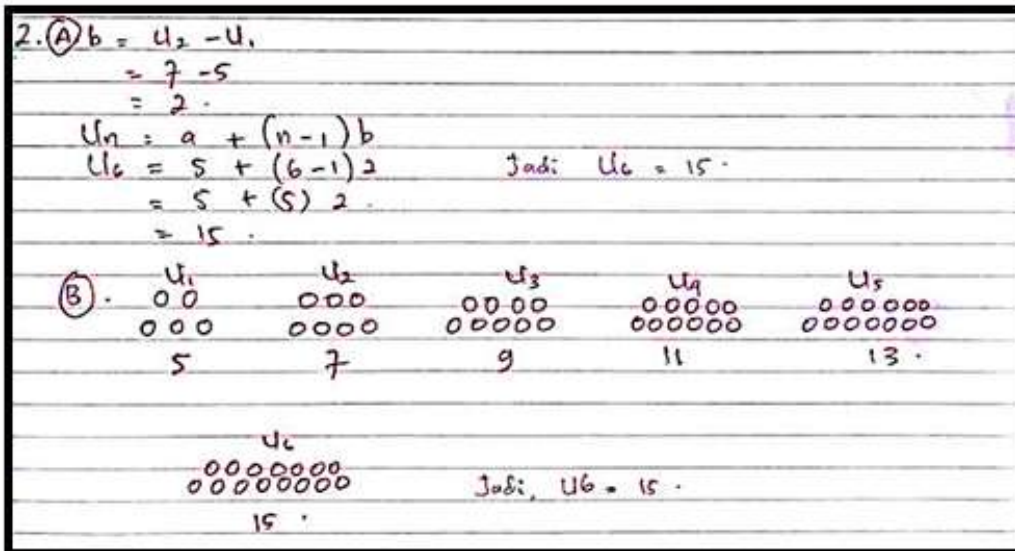 2. A b = U2 - U1
= 7 - 5
= 2.
Un = a + (n-1) b
U6 = 5 + (6-1) 2 Jadi U6 = 15.
= 5 + (5) 2.
= 15.
B. U1 U2 U3 U4 U5
5 7 9 11 13.
U6
Jadi, U6 = 15.
15.